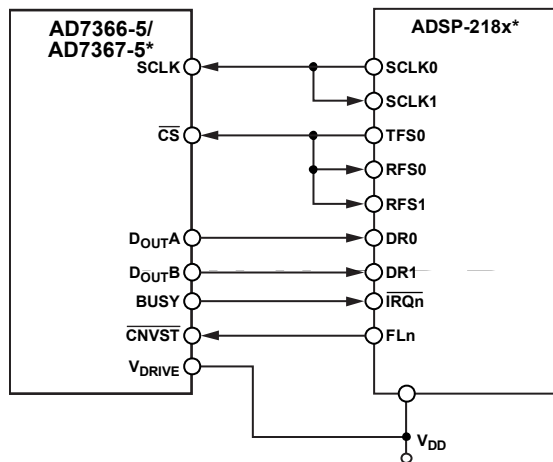 AD7366-5/
AD7367-5*
ADSP-218x*
SCLK
SCLK0
SCLK1
CS
TFS0
RFS0
RFS1
DOUTA
DR0
DOUTB
DR1
BUSY
IRQn
CNVST
FLn
VDRIVE
VDD